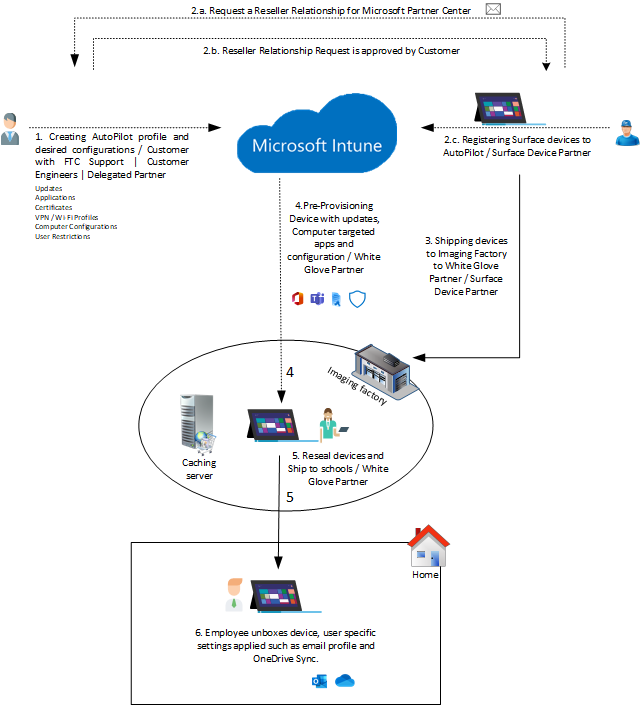 2.a. Request a Reseller Relationship for Microsoft Partner Center
2.b. Reseller Relationship Request is approved by Customer
1. Creating AutoPilot profile and
desired configurations / Customer
with FTC Support | Customer
Engineers | Delegated Partner
Updates
Applications
Certificates
VPN / Wi-Fi Profiles
Computer Configurations
User Restrictions
Microsoft Intune
2.c. Registering Surface devices to
AutoPilot / Surface Device Partner
4.Pre-Provisioning
Device with updates,
Computer targeted
apps and
configuration / White
Glove Partner
3. Shipping devices
to Imaging Factory
to White Glove
Partner / Surface
Device Partner
4
Imaging factory
Caching
server
5. Reseal devices and
Ship to schools / White
Glove Partner
5
Home
6. Employee unboxes device, user specific
settings applied such as email profile and
OneDrive Sync.